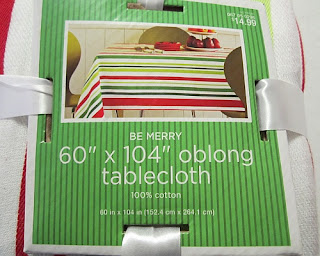 $14.99
BE MERRY
60" x 104" oblong
tablecloth
100% cotton
60 in x 104 in (152.4 cm x 264.1 cm)